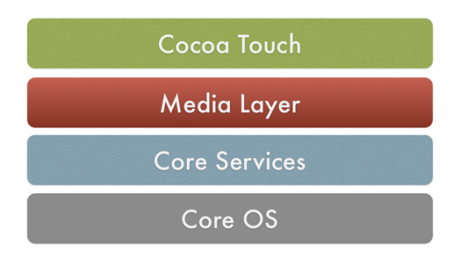 Cocoa Touch
Media Layer
Core Services
Core OS